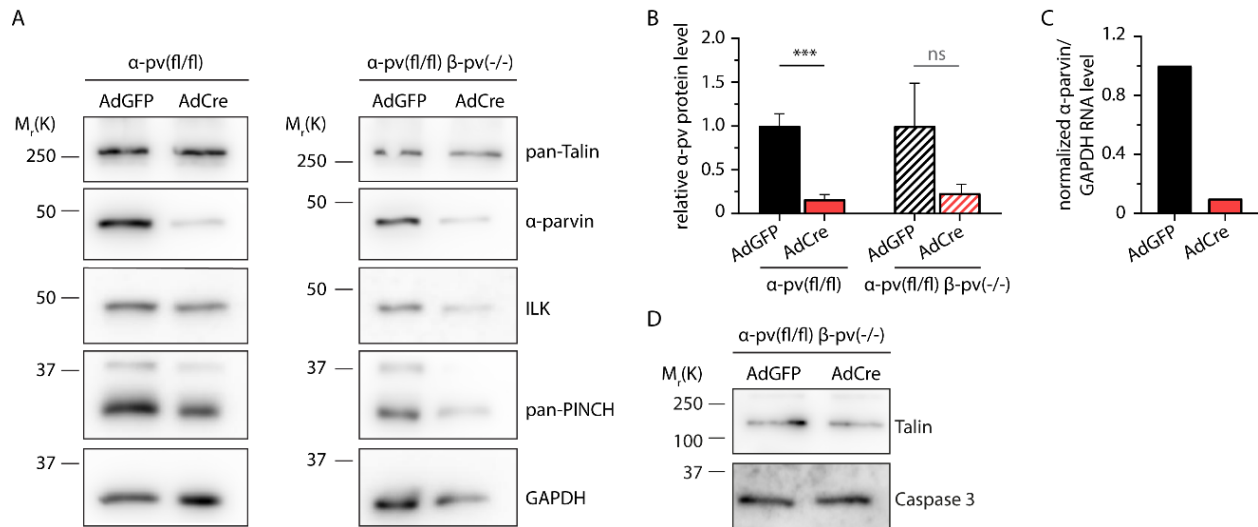 A
α-pv(fl/fl)
α-pv(fl/fl) β-pv(-/-)
AdGFP AdCre
AdGFP AdCre
Mr(K)
Mr(K)
250
250
pan-Talin
50
50
α-parvin
50
50
ILK
37
37
pan-PINCH
37
37
GAPDH
B
relative α-pv protein level
2.0
1.5
1.0
0.5
0
***
ns
AdGFP
AdCre
AdGFP
AdCre
α-pv(fl/fl)
α-pv(fl/fl) β-pv(-/-)
C
normalized α-parvin/
GAPDH RNA level
1.2
0.8
0.4
0
AdGFP
AdCre
D
α-pv(fl/fl) β-pv(-/-)
AdGFP AdCre
Mr(K)
250
100
Talin
37
Caspase 3